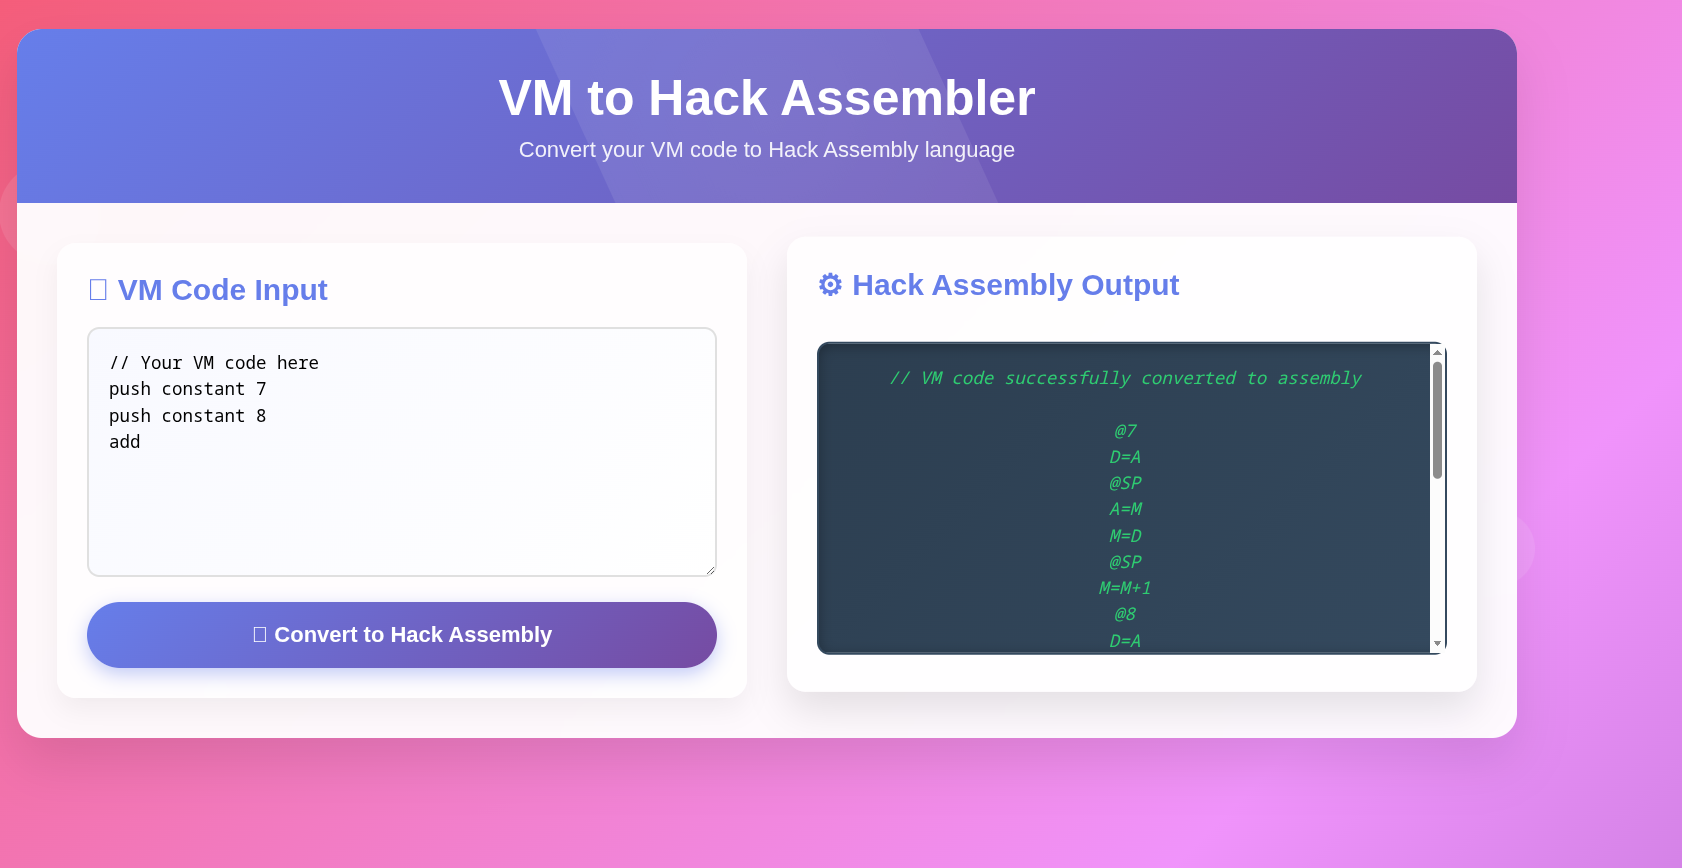 VM to Hack Assembler
Convert your VM code to Hack Assembly language
VM Code Input
// Your VM code here
push constant 7
push constant 8
add
Convert to Hack Assembly
⚙ Hack Assembly Output
// VM code successfully converted to assembly
@7
D=A
@SP
A=M
M=D
@SP
M=M+1
@8
D=A